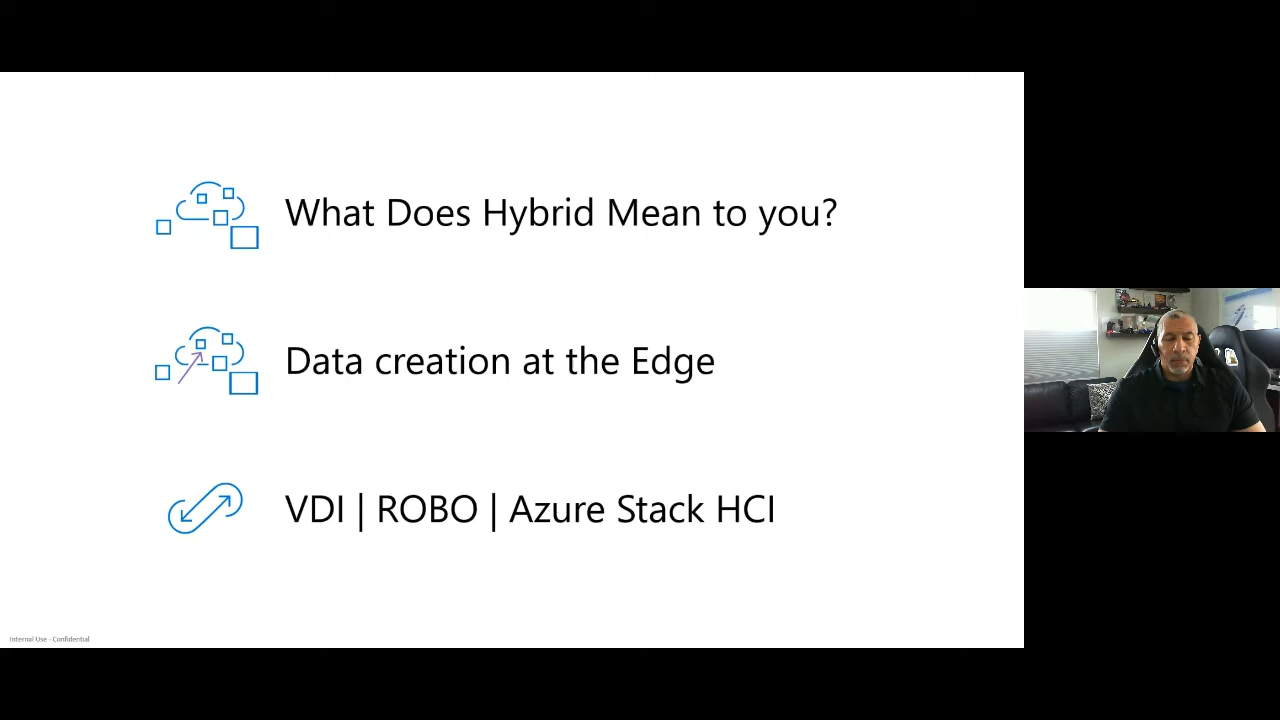 What Does Hybrid Mean to you?
Data creation at the Edge
VDI | ROBO | Azure Stack HCI
Internal Use - Confidential